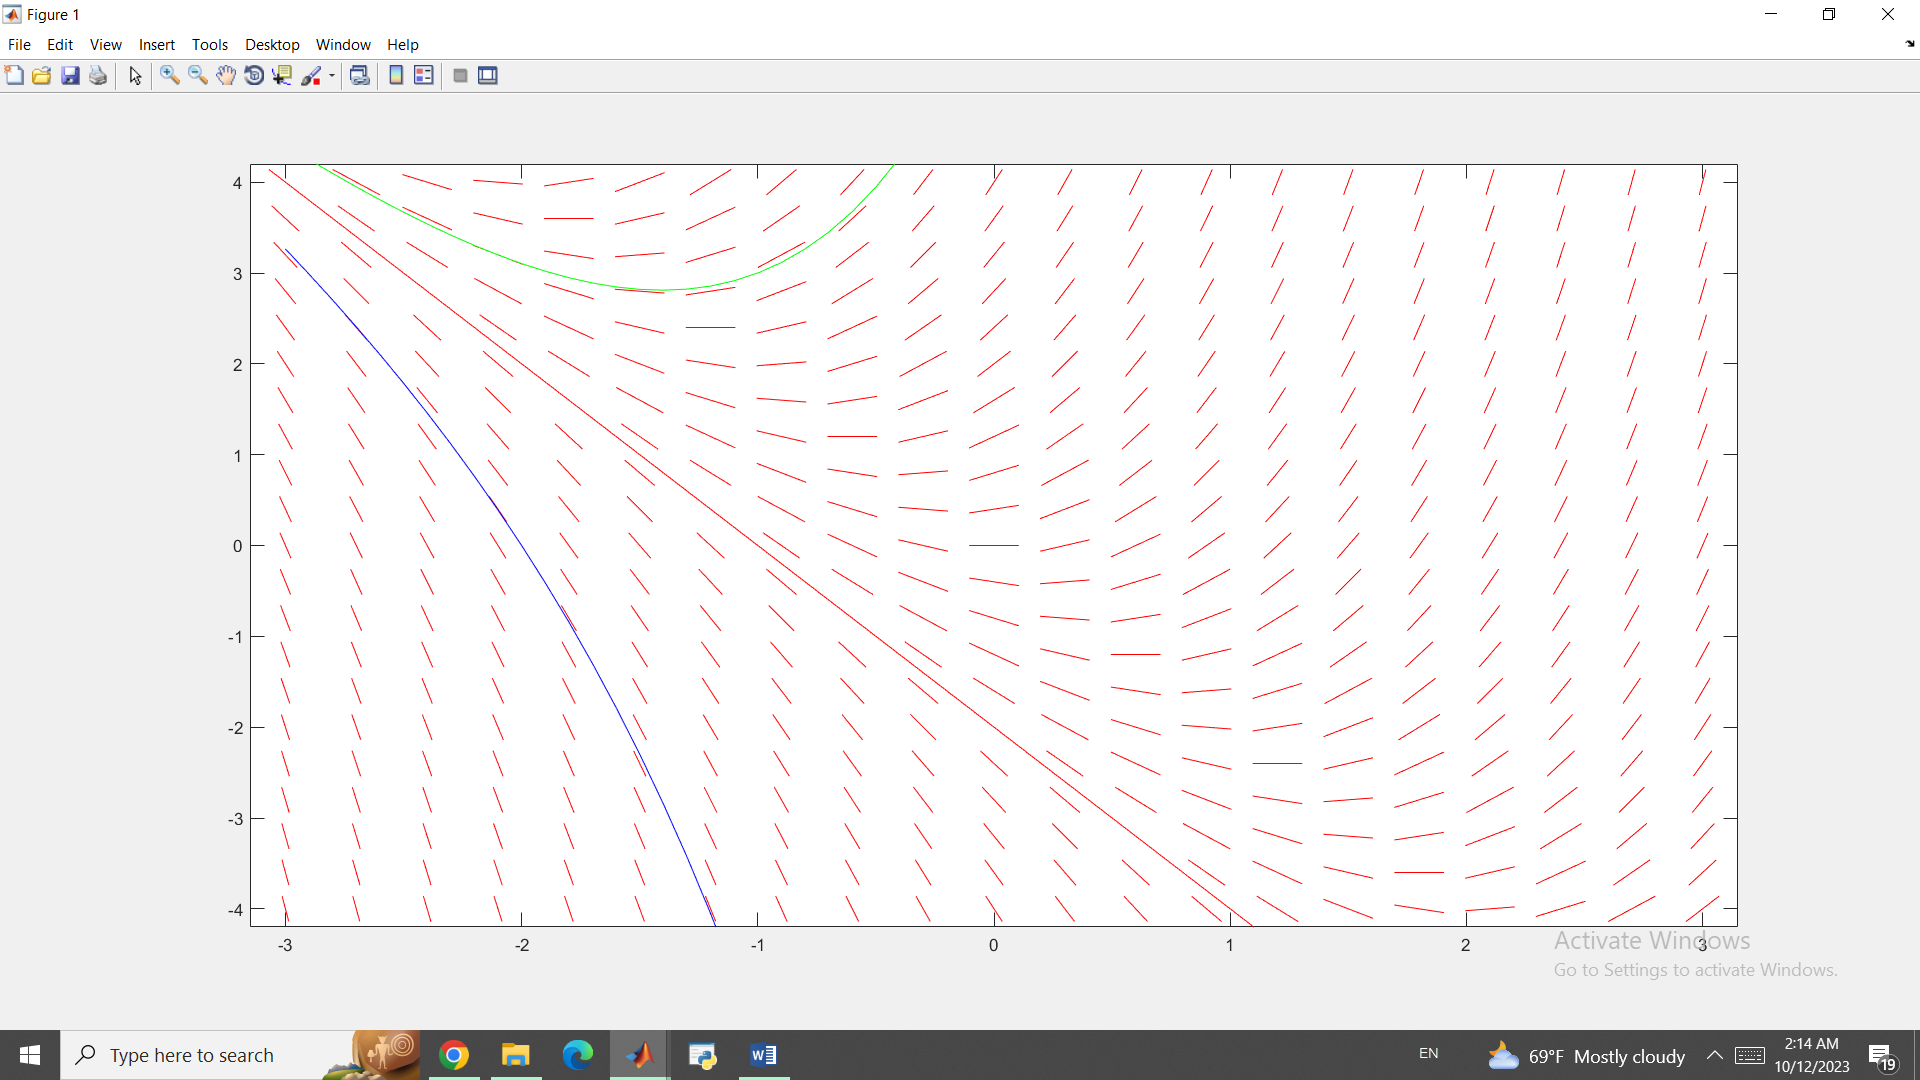 Figure 1
File Edit View Insert Tools Desktop Window Help
4
3
2
1
0
-1
-2
-3
-4
-3 -2 -1 0 1 2 3
Activate Windows
Go to Settings to activate Windows.
Type here to search
EN
69°F Mostly cloudy
2:14 AM
10/12/2023
19